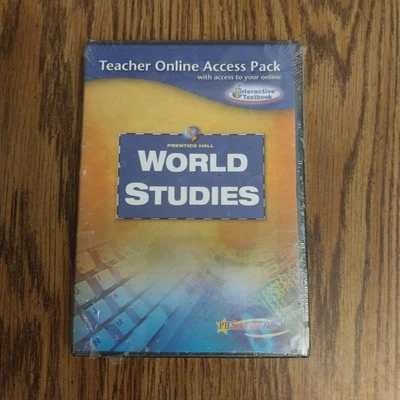 Teacher Online Access Pack
with access to your online
interactive
Textbook
PRENTICE HALL
WORLD
STUDIES